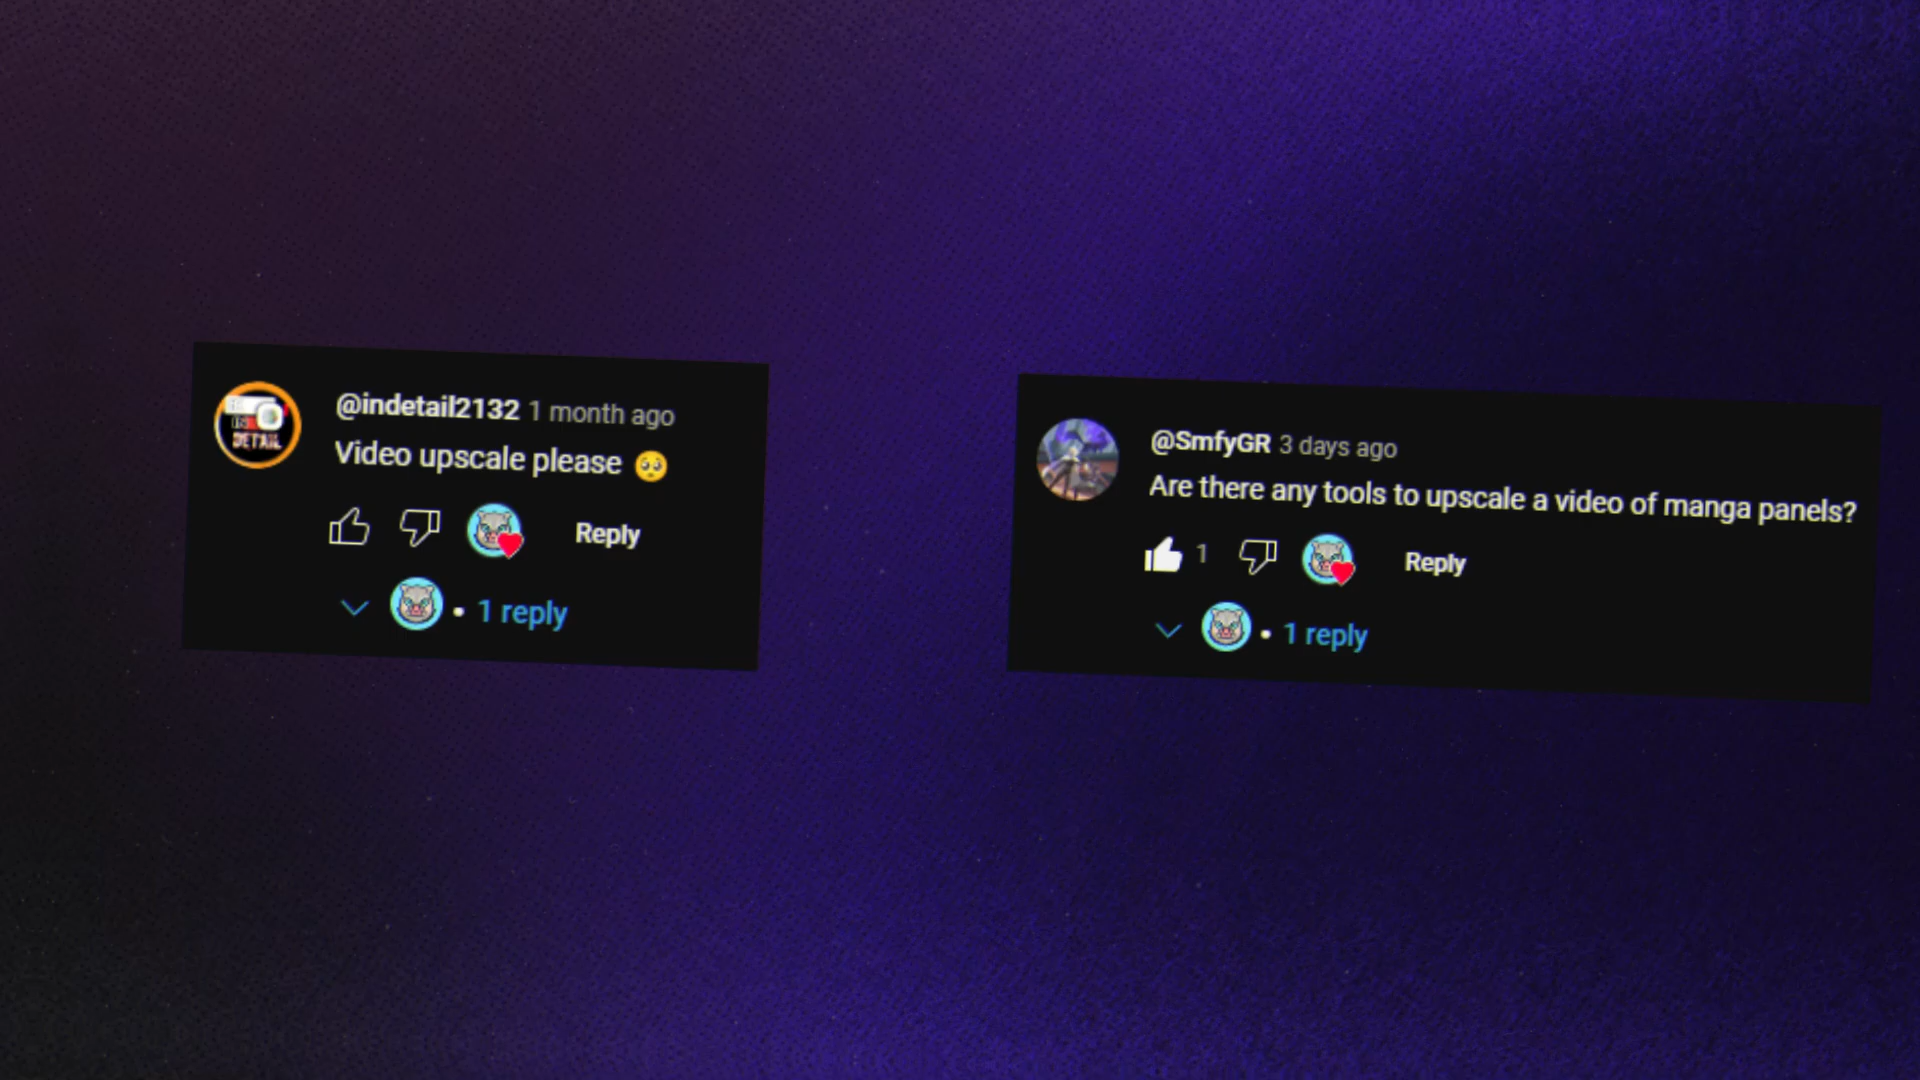 @indetail2132 1 month ago
Video upscale please 🥺
Reply
1 reply
DETAIL
@SmfyGR 3 days ago
Are there any tools to upscale a video of manga panels?
1
Reply
1 reply